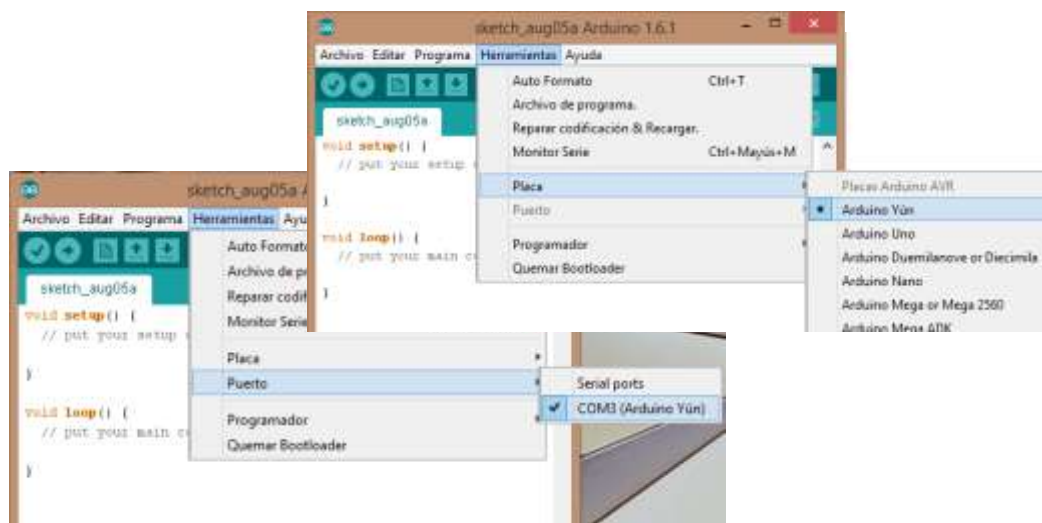 sketch_aug05a Arduino 1.6.1
Archivo Editar Programa Herramientas Ayuda
Auto Formato Ctrl+T
Archivo de programa.
Reparar codificación & Recargar.
Monitor Serie Ctrl+Mayús+M
Placa
Puerto
Programador
Quemar Bootloader
Placas Arduino AVR
Arduino Yún
Arduino Uno
Arduino Duemilanove or Diecimila
Arduino Nano
Arduino Mega or Mega 2560
Arduino Mega ADK
sketch_aug05a
void setup() {
// put your setup
}
void loop() {
// put your main c
}
sketch_aug05a A
Archivo Editar Programa Herramientas Ayu
Auto Formato
Archivo de pr
Reparar codif
Monitor Serie
Placa
Puerto
Programador
Quemar Bootloader
Serial ports
COM3 (Arduino Yún)
sketch_aug05a
void setup() {
// put your setup
}
void loop() {
// put your main c
}